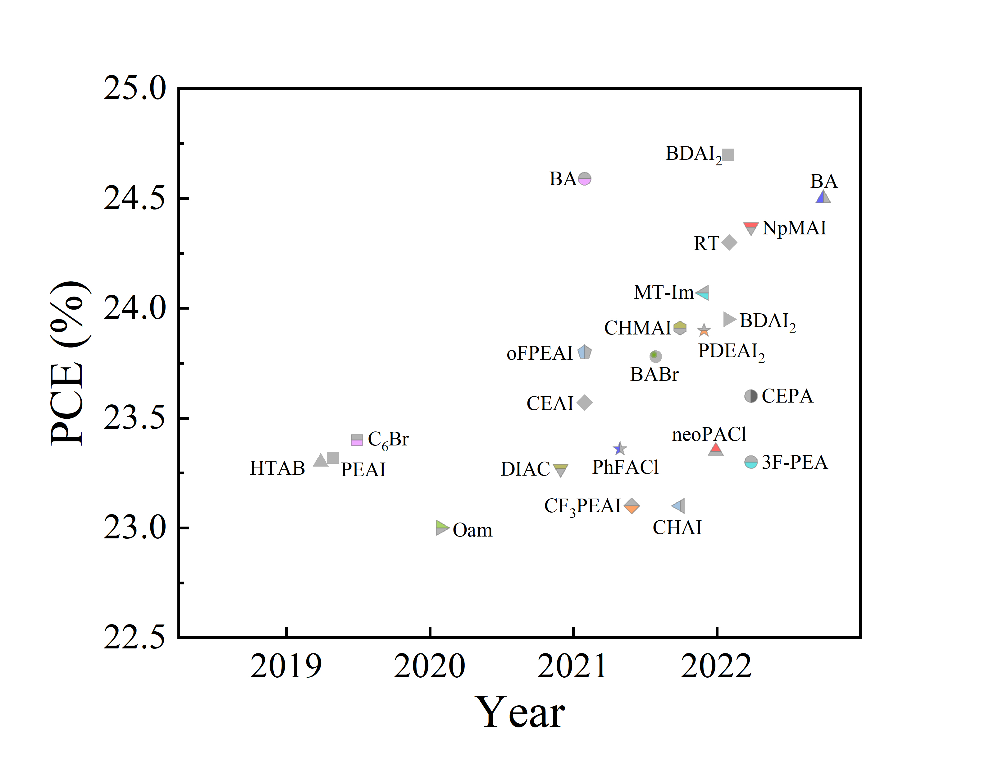 25.0
BDAI₂
BA
BA
24.5
NpMAI
RT
MT-Im
24.0
BDAI₂
CHMAI
PDEAI₂
oFPEAI
BABr
CEPA
CEAI
23.5
neoPACl
C₆Br
3F-PEA
PhFACl
DIAC
HTAB
PEAI
CF₃PEAI
CHAI
23.0
Oam
22.5
PCE (%)
2019 2020 2021 2022
Year